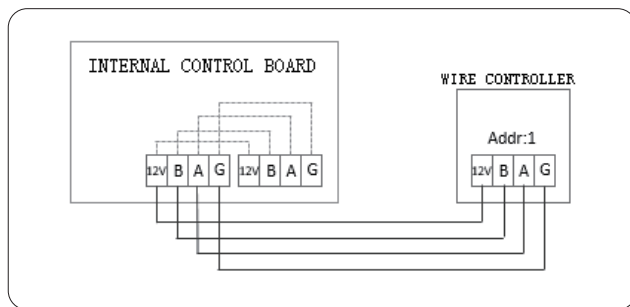 INTERNAL CONTROL BOARD
WIRE CONTROLLER
Addr:1
12V B A G 12V B A G
12V B A G